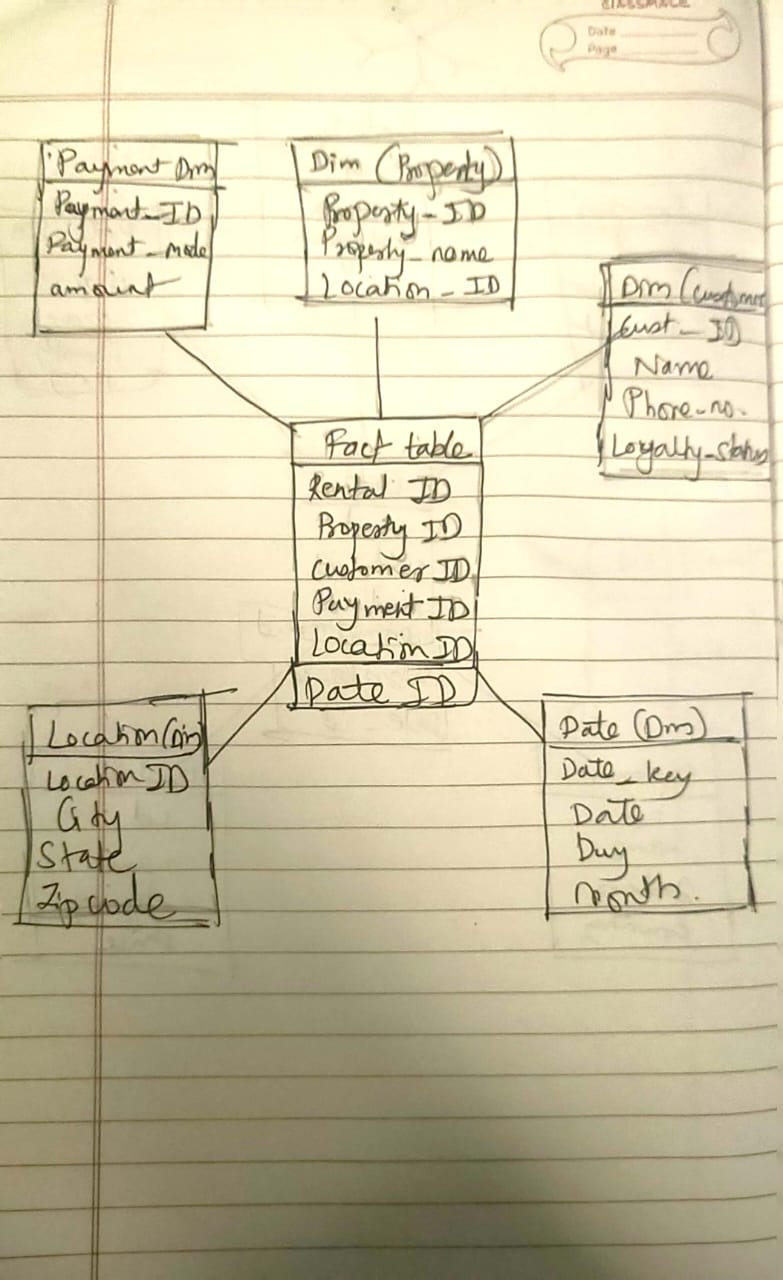 CLASSMATE
Date
Page
Payment Dim
Payment_ID
Payment_mode
amount
Dim (Property)
Property_ID
Property_name
Location_ID
Dim (Customer
Cust_ID
Name
Phone_no.
Loyalty_status
Fact table
Rental ID
Property ID
Customer ID
Payment ID
Location ID
Date ID
Location(Dim)
Location ID
City
State
Zipcode
Date (Dim)
Date_key
Date
Day
Month.